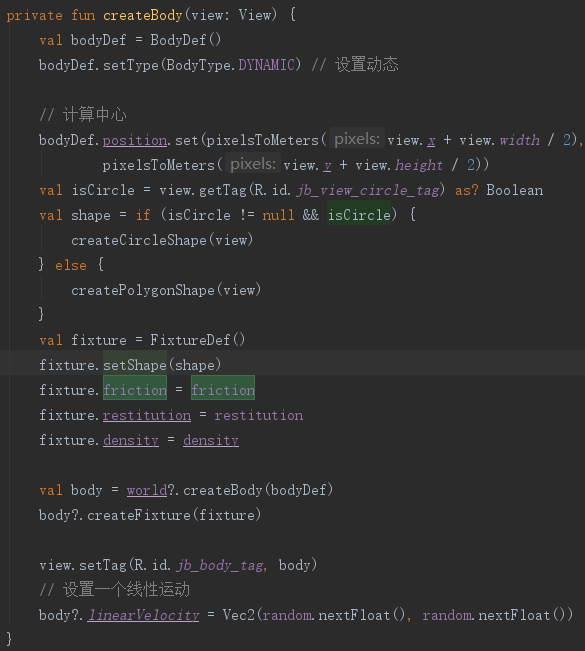 private fun createBody(view: View) {
    val bodyDef = BodyDef()
    bodyDef.setType(BodyType.DYNAMIC) // 设置动态

    // 计算中心
    bodyDef.position.set(pixelsToMeters( pixels: view.x + view.width / 2),
            pixelsToMeters( pixels: view.y + view.height / 2))
    val isCircle = view.getTag(R.id.jb_view_circle_tag) as? Boolean
    val shape = if (isCircle != null && isCircle) {
        createCircleShape(view)
    } else {
        createPolygonShape(view)
    }
    val fixture = FixtureDef()
    fixture.setShape(shape)
    fixture.friction = friction
    fixture.restitution = restitution
    fixture.density = density

    val body = world?.createBody(bodyDef)
    body?.createFixture(fixture)

    view.setTag(R.id.jb_body_tag, body)
    // 设置一个线性运动
    body?.linearVelocity = Vec2(random.nextFloat(), random.nextFloat())
}